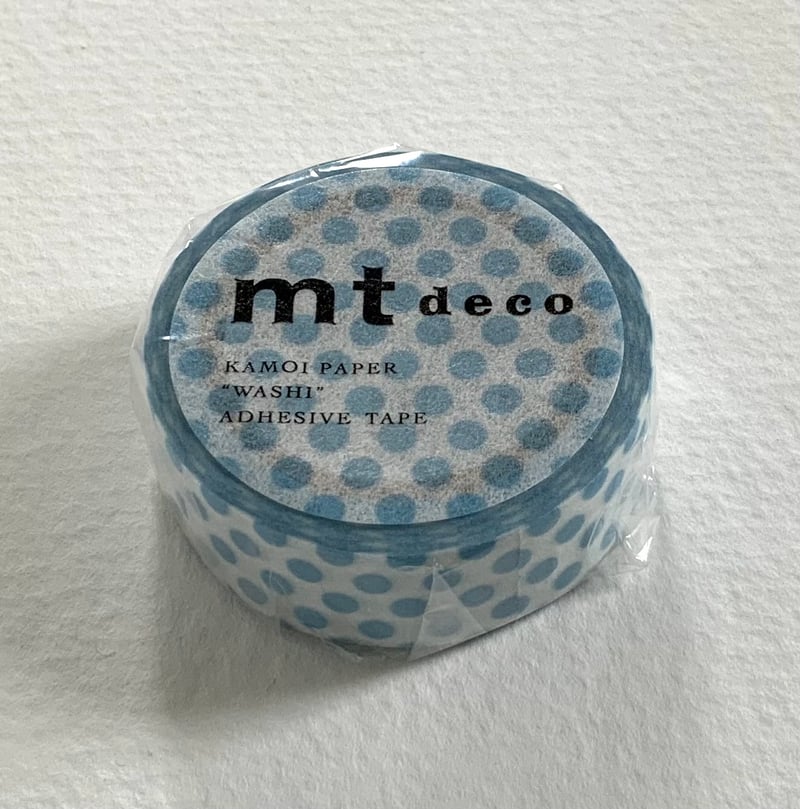 mt deco
KAMOI PAPER
“WASHI”
ADHESIVE TAPE